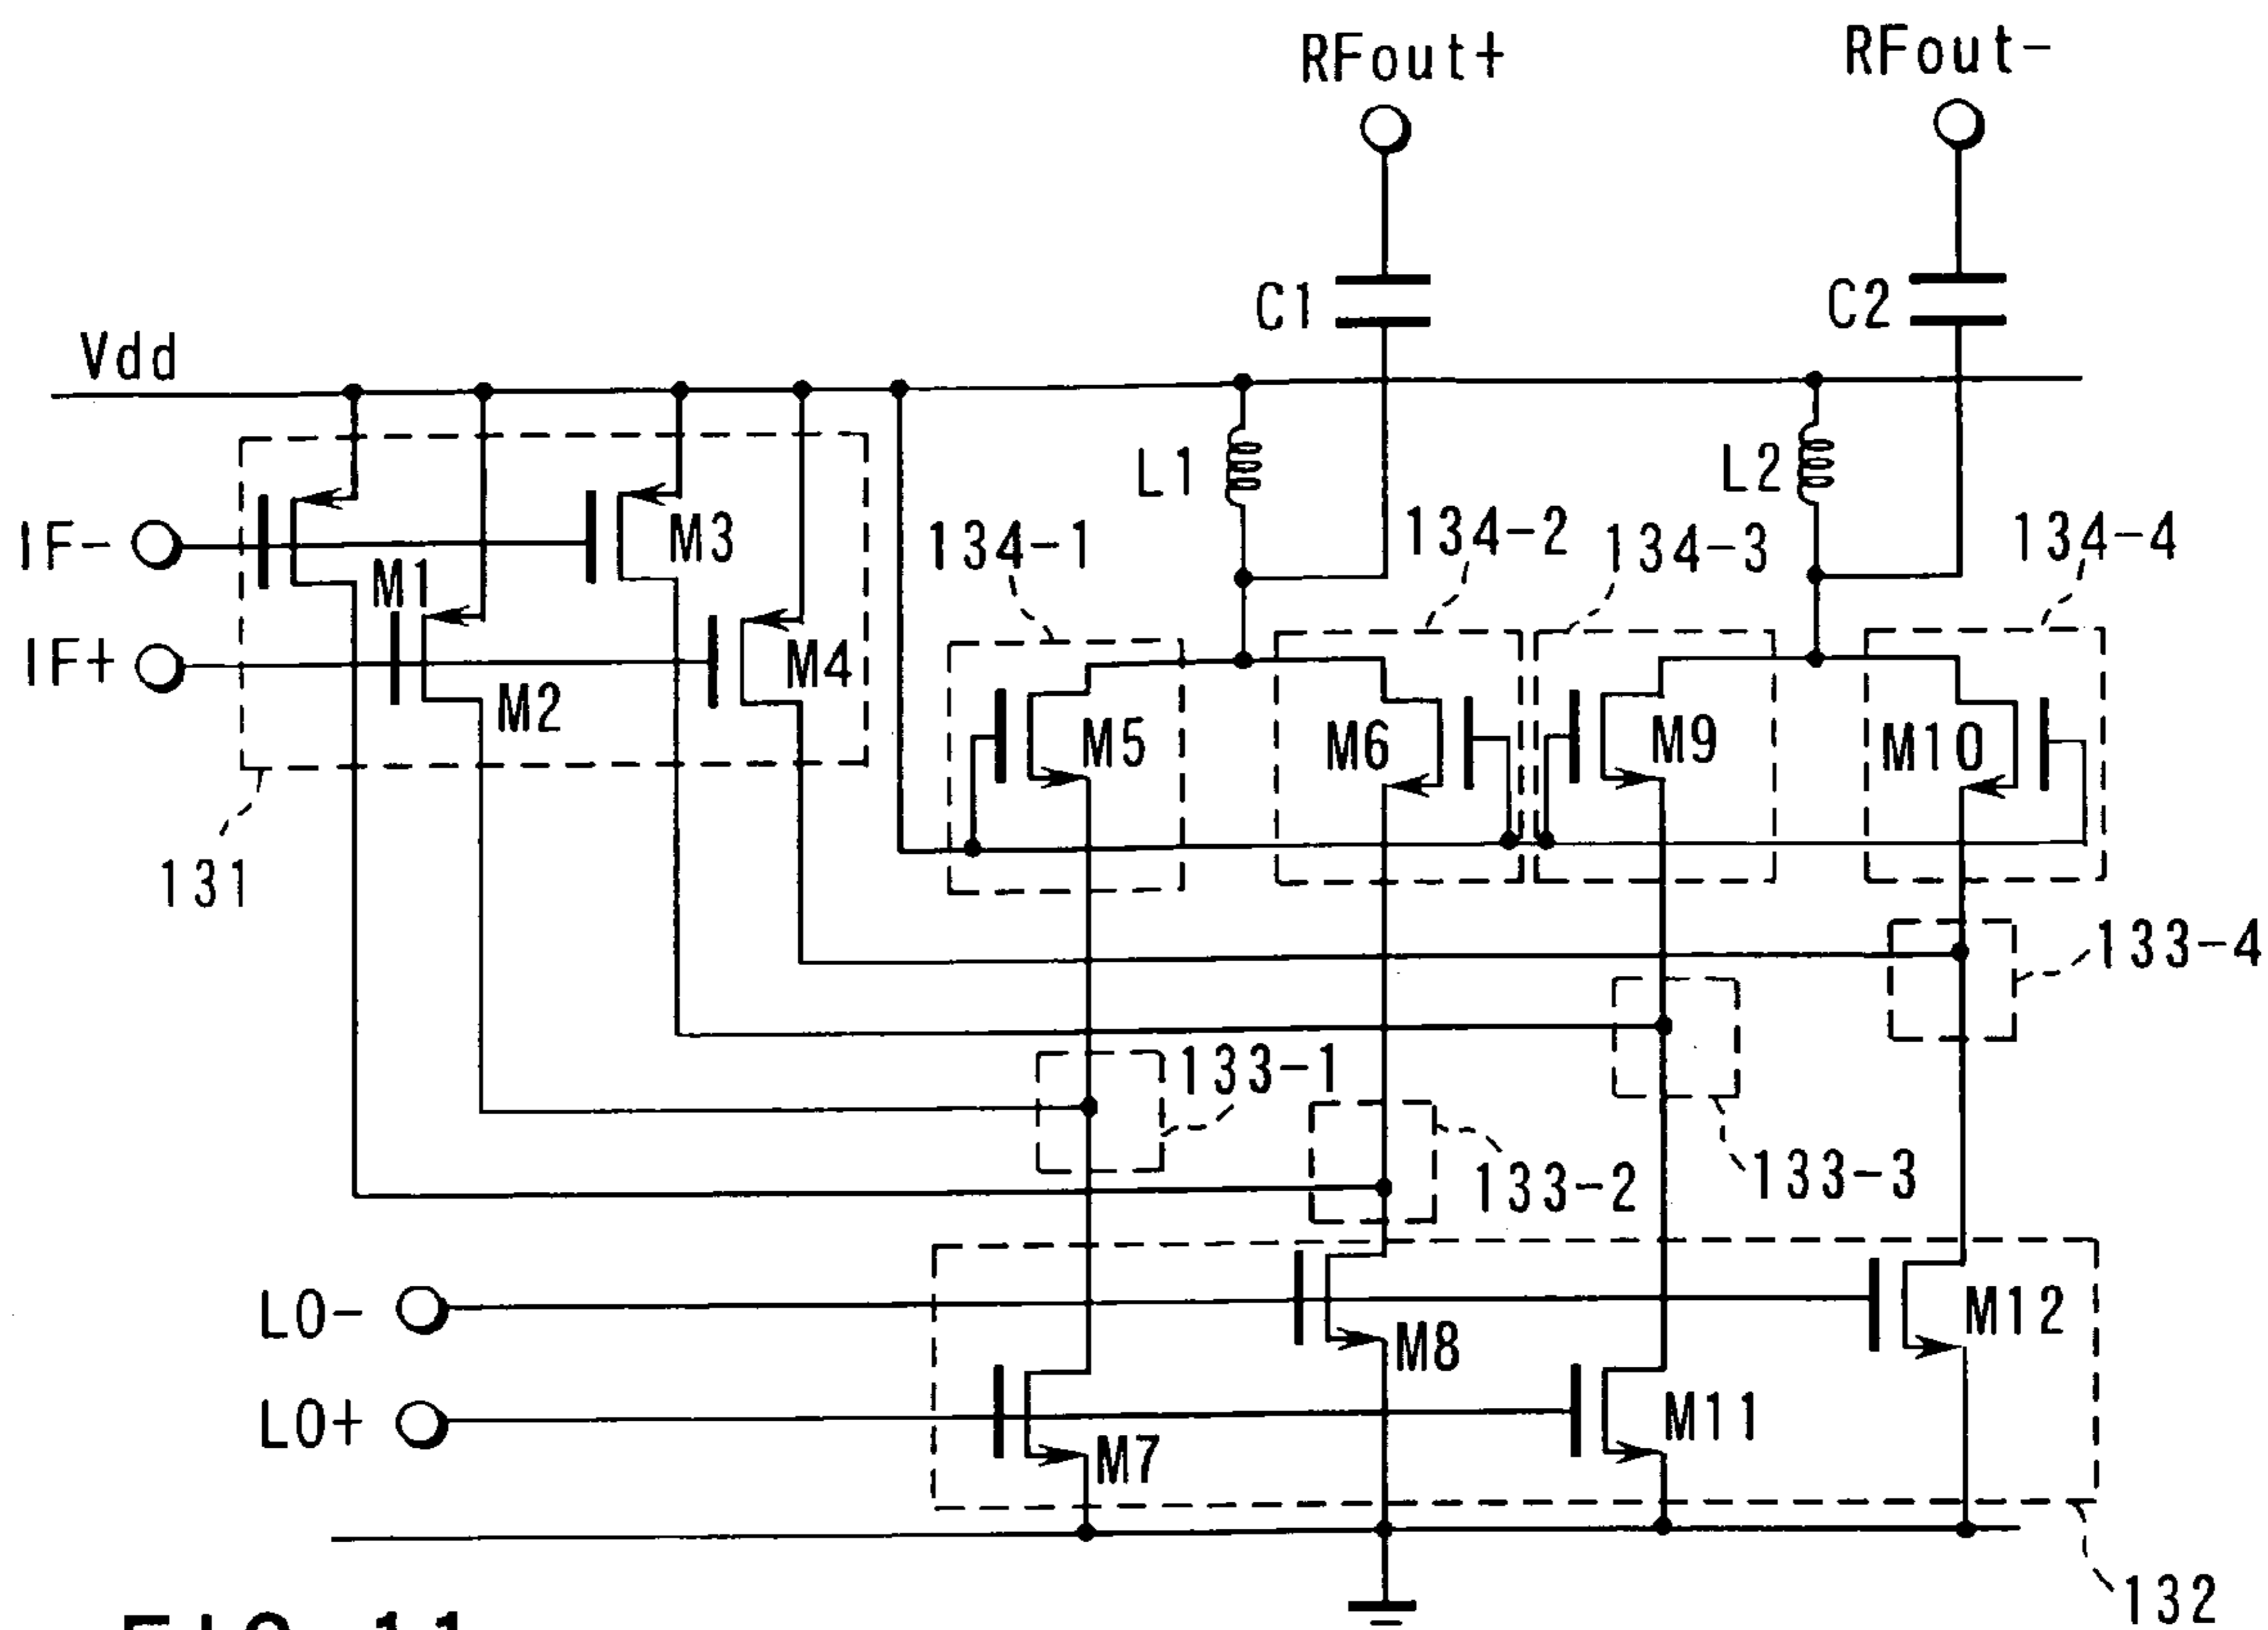 RFout+
RFout-
C1
C2
Vdd
L1
L2
IF-
M1
M3
134-1
134-2
134-3
134-4
IF+
M2
M4
M5
M6
M9
M10
131
133-4
133-1
133-2
133-3
LO-
M8
M12
LO+
M7
M11
132